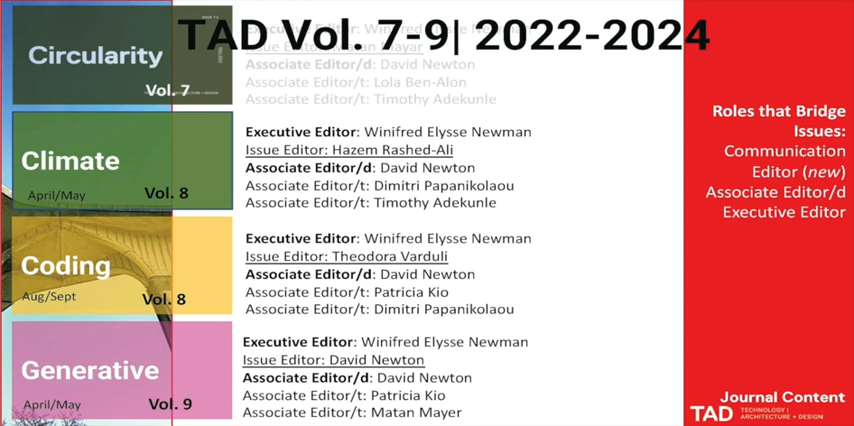 TAD Vol. 7-9| 2022-2024
Circularity
Vol. 7
Associate Editor/d: David Newton
Associate Editor/t: Lola Ben-Alon
Associate Editor/t: Timothy Adekunle
Climate
April/May
Vol. 8
Executive Editor: Winifred Elysse Newman
Issue Editor: Hazem Rashed-Ali
Associate Editor/d: David Newton
Associate Editor/t: Dimitri Papanikolaou
Associate Editor/t: Timothy Adekunle
Coding
Aug/Sept
Vol. 8
Executive Editor: Winifred Elysse Newman
Issue Editor: Theodora Varduli
Associate Editor/d: David Newton
Associate Editor/t: Patricia Kio
Associate Editor/t: Dimitri Papanikolaou
Generative
April/May
Vol. 9
Executive Editor: Winifred Elysse Newman
Issue Editor: David Newton
Associate Editor/d: David Newton
Associate Editor/t: Patricia Kio
Associate Editor/t: Matan Mayer
Roles that Bridge
Issues:
Communication
Editor (new)
Associate Editor/d
Executive Editor
Journal Content
TAD
TECHNOLOGY |
ARCHITECTURE + DESIGN